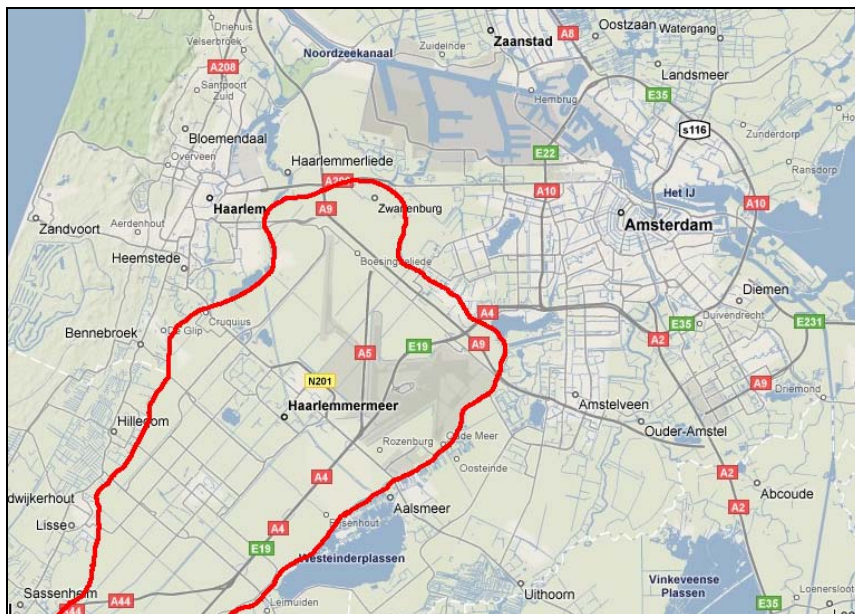 Driehuis
Velserbroek
A208
Santpoort
Zuid
Bloemendaal
Overveen
Haarlemmerliede
Haarlem
Zandvoort
Aerdenhout
Heemstede
Noordzeekanaal
Zuideinde
Zaanstad
A8
Oostzaan
Watergang
Landsmeer
Hembrug
E35
s116
Zunderdorp
Ransdorp
E22
Het IJ
A10
A10
Amsterdam
A9
Zwanenburg
Boesingheliede
Cruquius
De Glip
Bennebroek
A4
E19
A9
A5
N201
Haarlemmermeer
Diemen
Duivendrecht
E35
E231
A2
A9
Driemond
Amstelveen
Ouder-Amstel
Hillegom
Rozenburg
Oude Meer
Oosteinde
A4
Aalsmeer
A2
Abcoude
A2
dwijkerhout
Lisse
A4
E19
Westeinderplassen
Uithoorn
Vinkeveense
Plassen
Sassenheim
A44
A44
Leimuiden
Loenersloot
E35